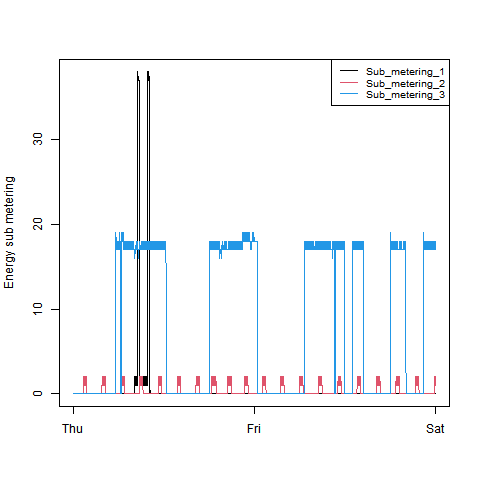 Sub_metering_1
Sub_metering_2
Sub_metering_3
Energy sub metering
30
20
10
0
Thu Fri Sat